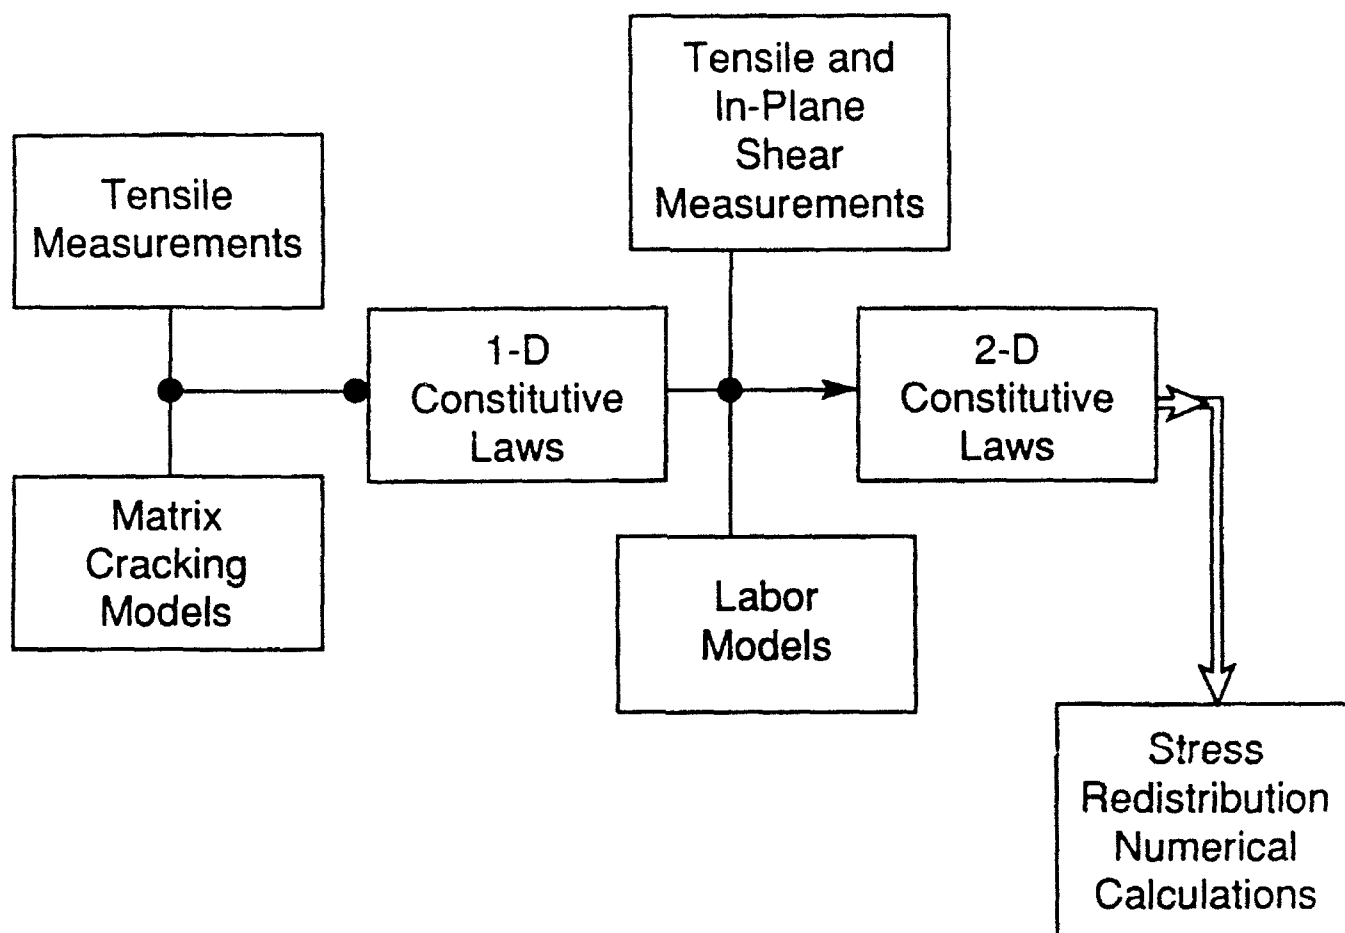 Tensile
Measurements
Matrix
Cracking
Models
1-D
Constitutive
Laws
Tensile and
In-Plane
Shear
Measurements
Labor
Models
2-D
Constitutive
Laws
Stress
Redistribution
Numerical
Calculations